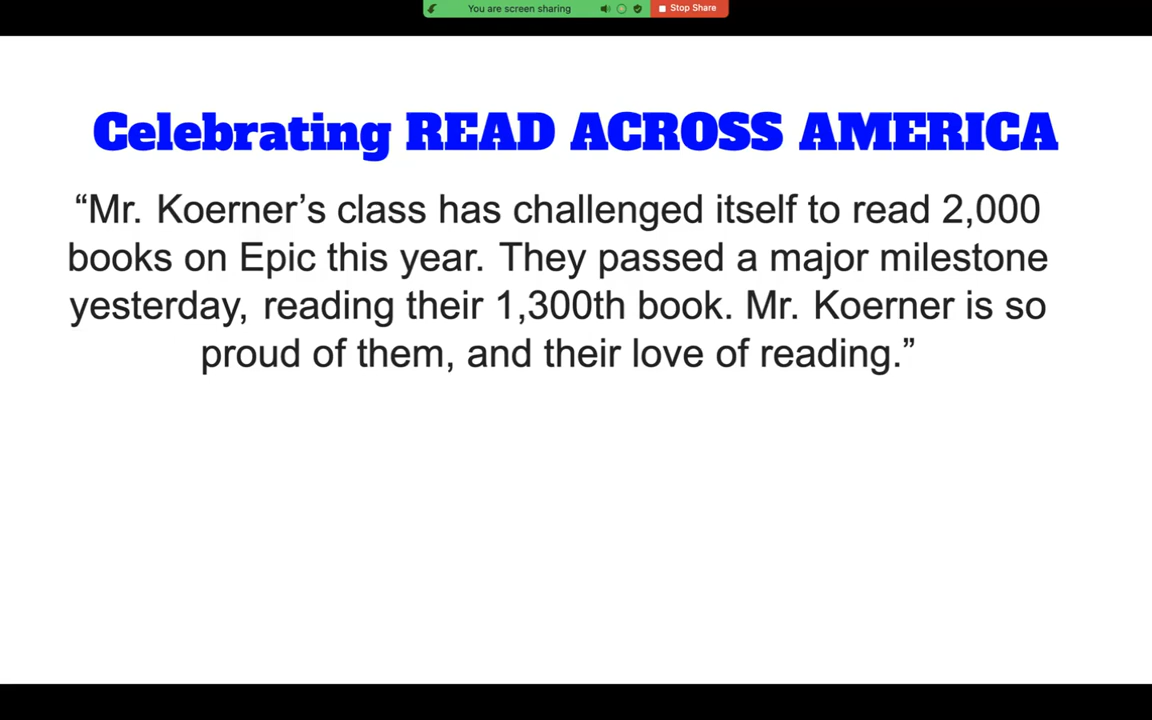 You are screen sharing
Stop Share
Celebrating READ ACROSS AMERICA
“Mr. Koerner’s class has challenged itself to read 2,000
books on Epic this year. They passed a major milestone
yesterday, reading their 1,300th book. Mr. Koerner is so
proud of them, and their love of reading.”